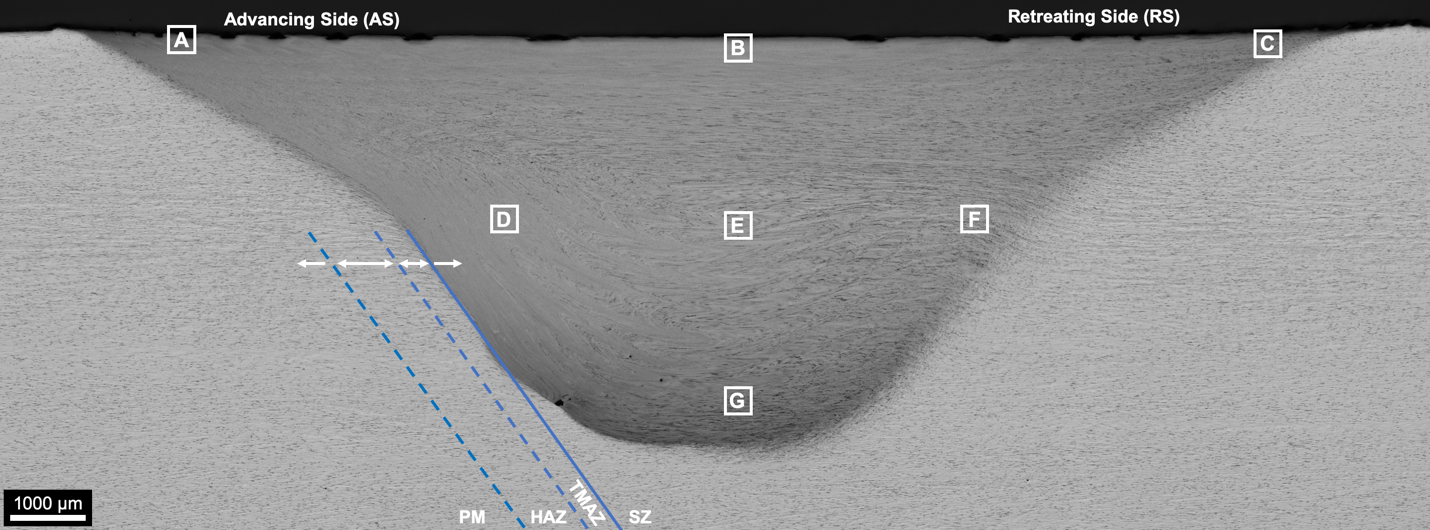 Advancing Side (AS)
Retreating Side (RS)
A
B
C
D
E
F
G
1000 µm
PM
HAZ
TMAZ
SZ